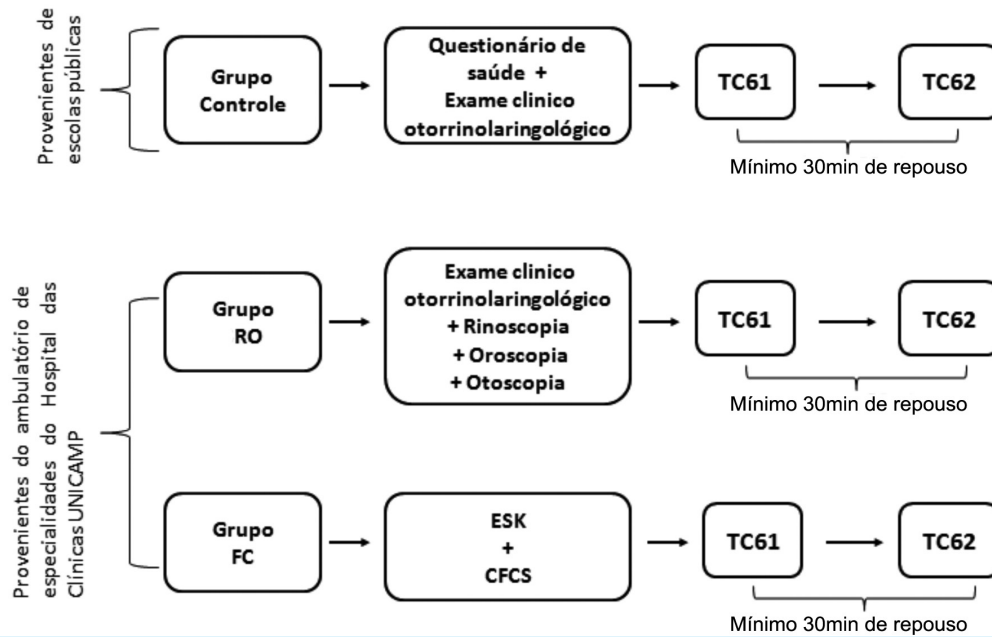 Provenientes de
escolas públicas
Grupo
Controle
Questionário de
saúde +
Exame clinico
otorrinolaringológico
TC61
TC62
Mínimo 30min de repouso
Provenientes do ambulatório de
especialidades do Hospital das
Clínicas UNICAMP
Grupo
RO
Exame clinico
otorrinolaringológico
+ Rinoscopia
+ Oroscopia
+ Otoscopia
TC61
TC62
Mínimo 30min de repouso
Grupo
FC
ESK
+
CFCS
TC61
TC62
Mínimo 30min de repouso